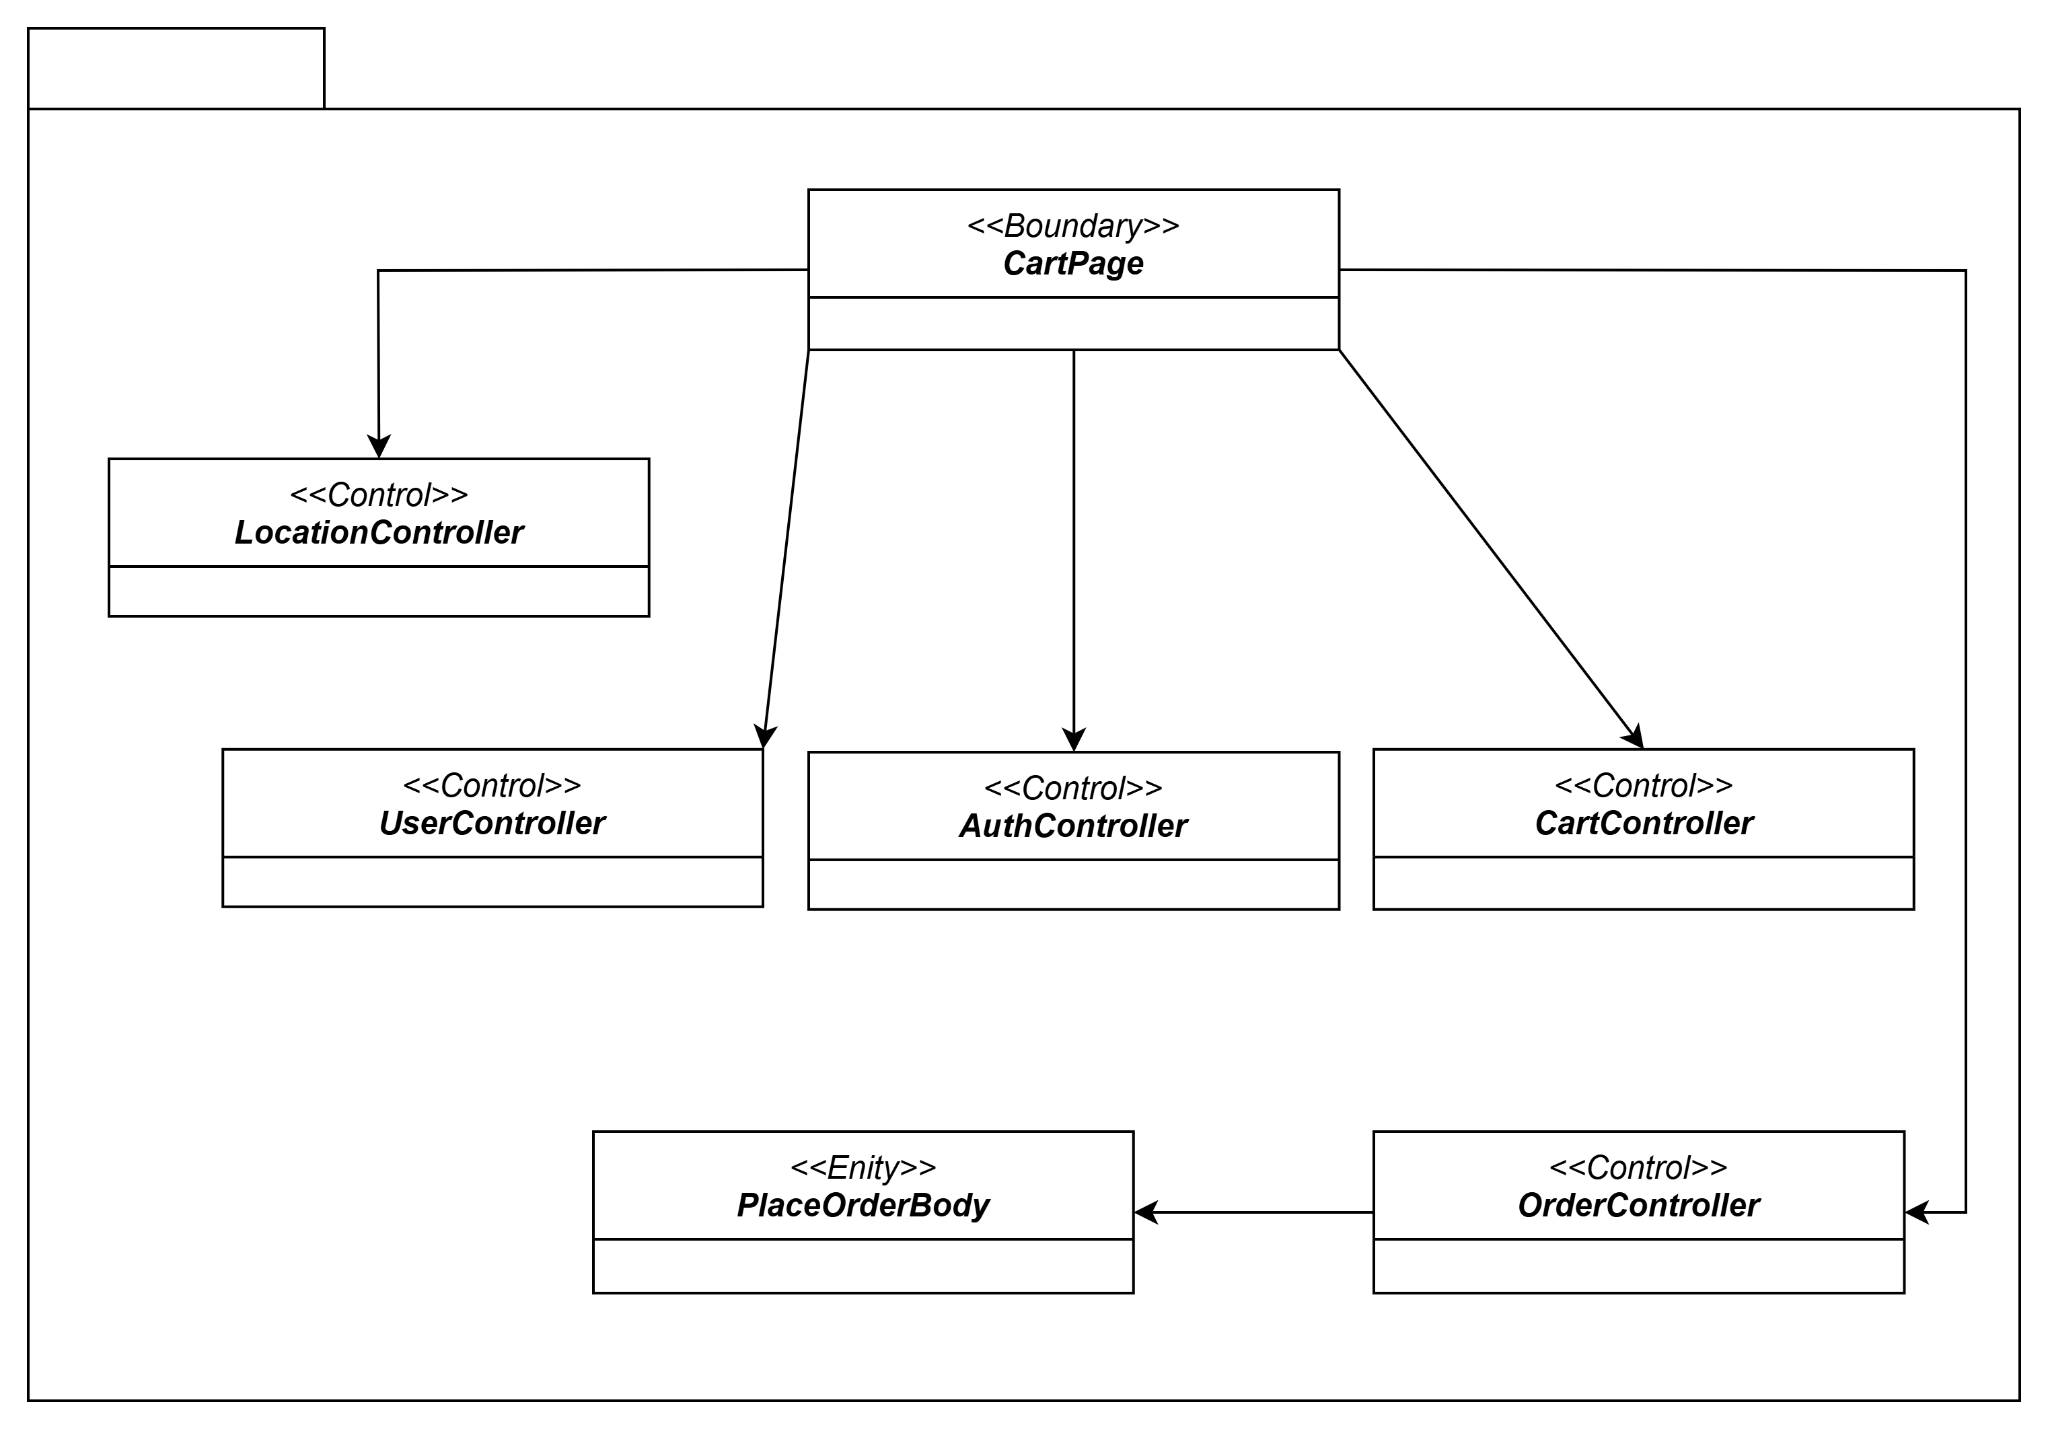 <<Boundary>>
CartPage
<<Control>>
LocationController
<<Control>>
UserController
<<Control>>
AuthController
<<Control>>
CartController
<<Enity>>
PlaceOrderBody
<<Control>>
OrderController